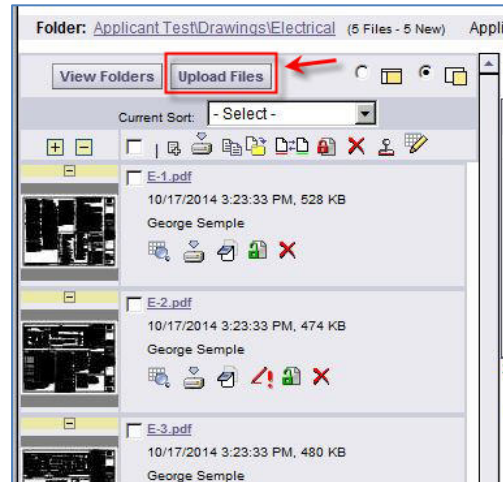 Folder: Applicant Test\Drawings\Electrical (5 Files - 5 New) Appli
View Folders Upload Files
Current Sort: - Select -
E-1.pdf
10/17/2014 3:23:33 PM, 528 KB
George Semple
E-2.pdf
10/17/2014 3:23:33 PM, 474 KB
George Semple
E-3.pdf
10/17/2014 3:23:33 PM, 480 KB
George Semple